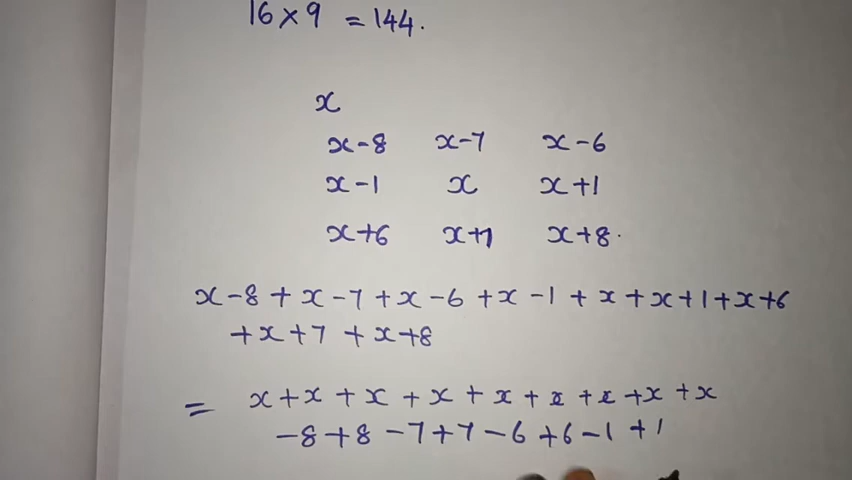 16 × 9 = 144.
x
x-8 x-7 x-6
x-1 x x+1
x+6 x+7 x+8.
x-8+x-7+x-6+x-1+x+x+1+x+6
+x+7+x+8
= x+x+x+x+x+x+x+x+x
-8+8-7+7-6+6-1+1